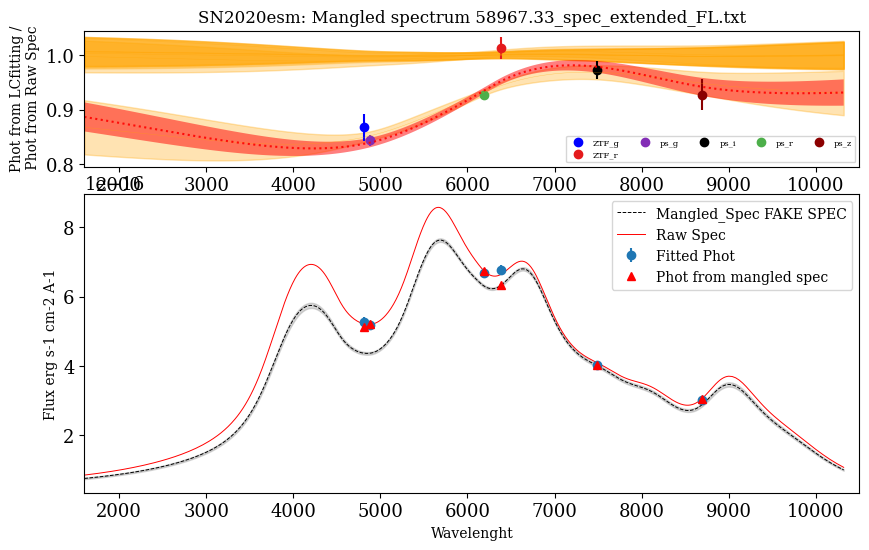 SN2020esm: Mangled spectrum 58967.33_spec_extended_FL.txt
Phot from LCfitting /
Phot from Raw Spec
1.0
0.9
0.8
ZTF_g
ps_g
ps_i
ps_r
ps_z
ZTF_r
2000 3000 4000 5000 6000 7000 8000 9000 10000
Flux erg s-1 cm-2 A-1
8
6
4
2
Mangled_Spec FAKE SPEC
Raw Spec
Fitted Phot
Phot from mangled spec
2000 3000 4000 5000 6000 7000 8000 9000 10000
Wavelenght